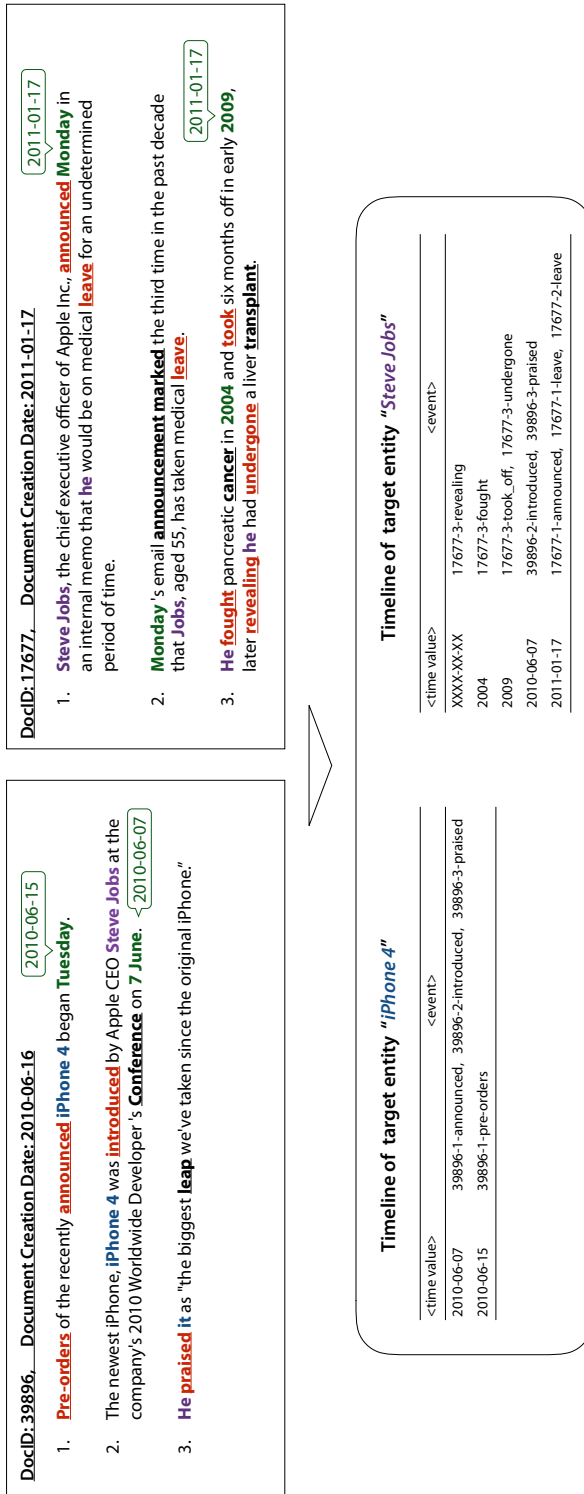 DocID: 39896, Document Creation Date: 2010-06-16
2010-06-15
1. Pre-orders of the recently announced iPhone 4 began Tuesday.
2. The newest iPhone, iPhone 4 was introduced by Apple CEO Steve Jobs at the
company's 2010 Worldwide Developer 's Conference on 7 June.
2010-06-07
3. He praised it as "the biggest leap we've taken since the original iPhone."
DocID: 17677, Document Creation Date: 2011-01-17
2011-01-17
1. Steve Jobs, the chief executive officer of Apple Inc., announced Monday in
an internal memo that he would be on medical leave for an undetermined
period of time.
2. Monday 's email announcement marked the third time in the past decade
that Jobs, aged 55, has taken medical leave.
2011-01-17
3. He fought pancreatic cancer in 2004 and took six months off in early 2009,
later revealing he had undergone a liver transplant.
Timeline of target entity "iPhone 4"
<time value> <event>
2010-06-07 39896-1-announced, 39896-2-introduced, 39896-3-praised
2010-06-15 39896-1-pre-orders
Timeline of target entity "Steve Jobs"
<time value> <event>
XXXX-XX-XX 17677-3-revealing
2004 17677-3-fought
2009 17677-3-took_off, 17677-3-undergone
2010-06-07 39896-2-introduced, 39896-3-praised
2011-01-17 17677-1-announced, 17677-1-leave, 17677-2-leave